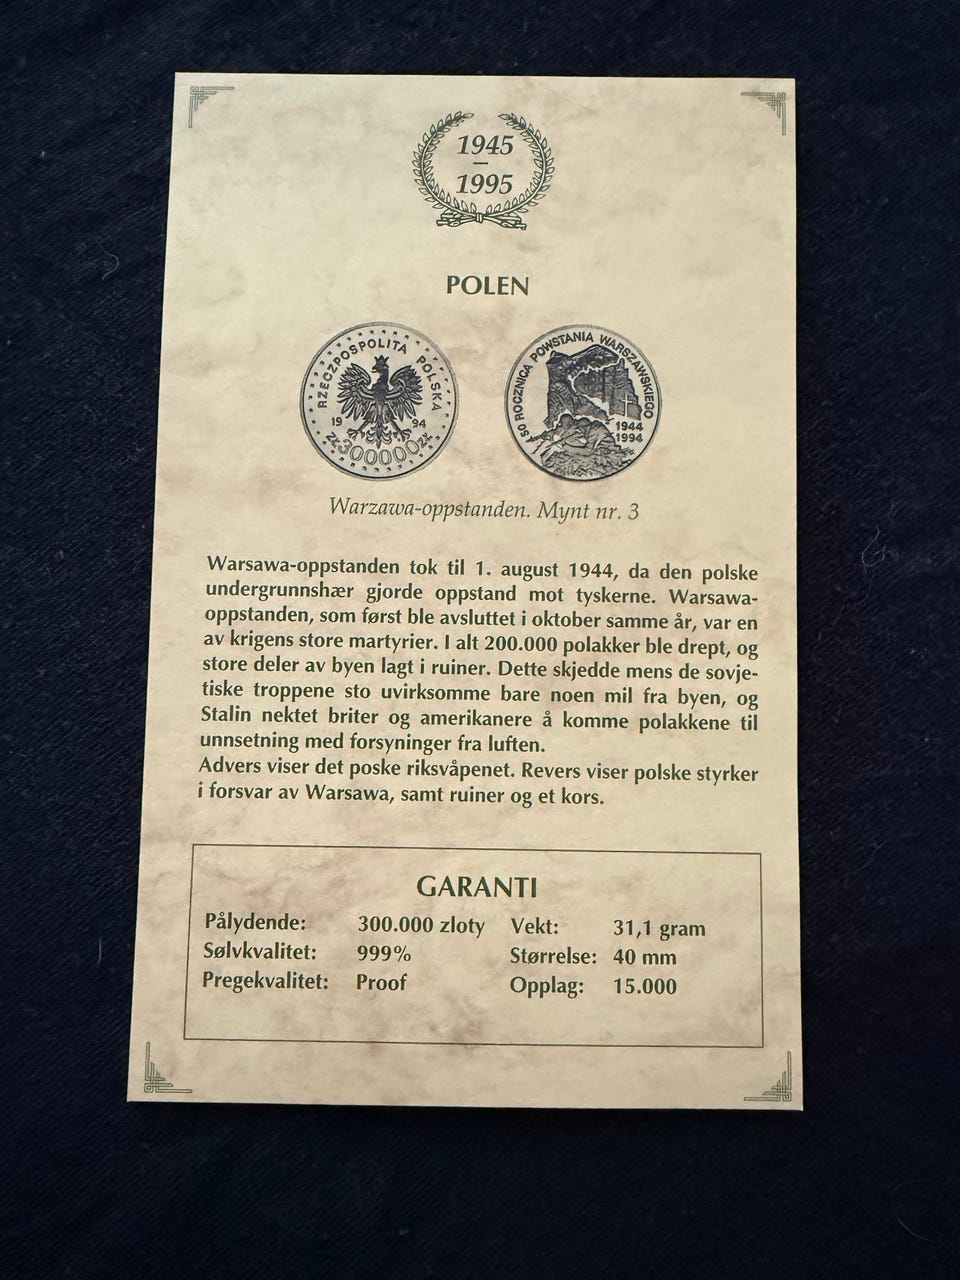 1945
–
1995
POLEN
RZECZPOSPOLITA POLSKA
19 94
ZŁ 300000 ZŁ
50 ROCZNICA POWSTANIA WARSZAWSKIEGO
1944
1994
Warzawa-oppstanden. Mynt nr. 3
Warsawa-oppstanden tok til 1. august 1944, da den polske
undergrunnshær gjorde oppstand mot tyskerne. Warsawa-
oppstanden, som først ble avsluttet i oktober samme år, var en
av krigens store martyrier. I alt 200.000 polakker ble drept, og
store deler av byen lagt i ruiner. Dette skjedde mens de sovje-
tiske troppene sto uvirksomme bare noen mil fra byen, og
Stalin nektet briter og amerikanere å komme polakkene til
unnsetning med forsyninger fra luften.
Advers viser det poske riksvåpenet. Revers viser polske styrker
i forsvar av Warsawa, samt ruiner og et kors.
GARANTI
Pålydende: 300.000 zloty Vekt: 31,1 gram
Sølvkvalitet: 999% Størrelse: 40 mm
Pregekvalitet: Proof Opplag: 15.000